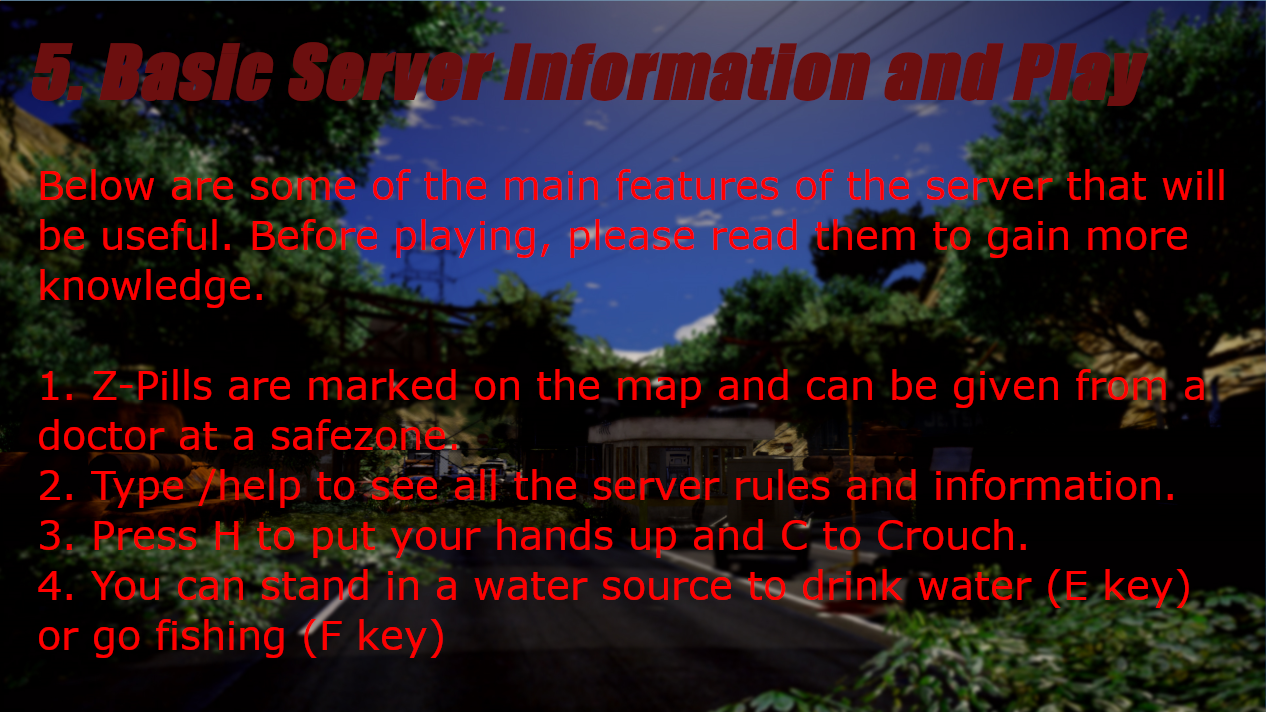 5. Basic Server Information and Play
Below are some of the main features of the server that will
be useful. Before playing, please read them to gain more
knowledge.
1. Z-Pills are marked on the map and can be given from a
doctor at a safezone.
2. Type /help to see all the server rules and information.
3. Press H to put your hands up and C to Crouch.
4. You can stand in a water source to drink water (E key)
or go fishing (F key)